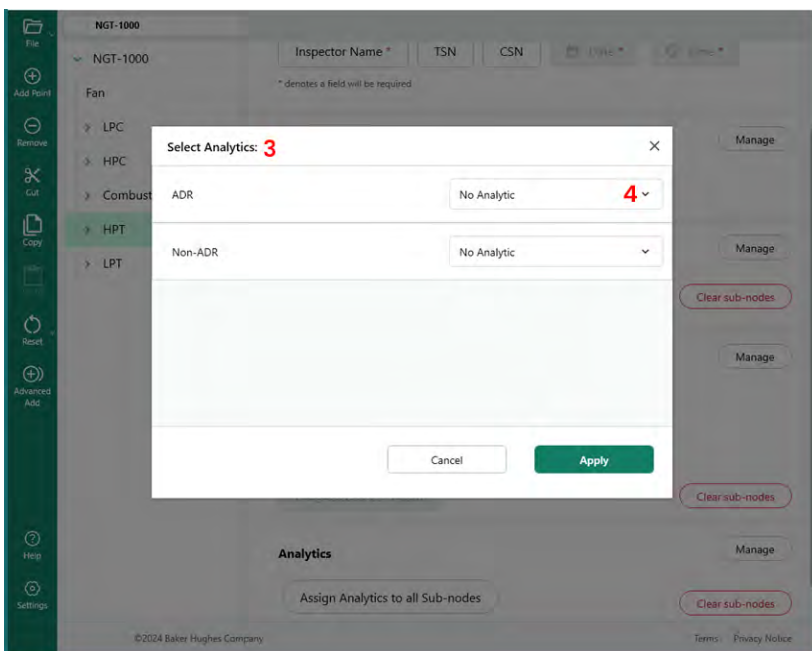 File
NGT-1000
Add Point
Remove
Cut
Copy
Reset
Advanced
Add
Help
Settings
NGT-1000
Fan
LPC
HPC
Combust
HPT
LPT
Inspector Name *
TSN
CSN
* denotes a field will be required
Manage
Manage
Clear sub-nodes
Manage
Clear sub-nodes
Select Analytics: 3
ADR
No Analytic
4
Non-ADR
No Analytic
Cancel
Apply
Analytics
Manage
Assign Analytics to all Sub-nodes
Clear sub-nodes
©2024 Baker Hughes Company
Terms
Privacy Notice